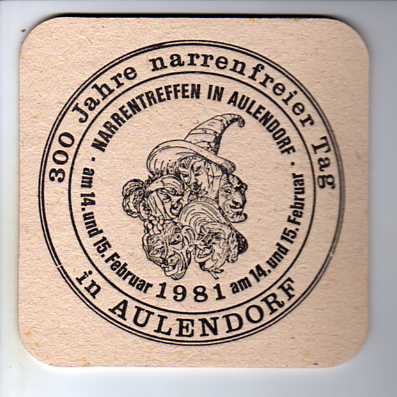 300 Jahre narrenfreier Tag
in AULENDORF
· NARRENTREFFEN IN AULENDORF ·
am 14. und 15. Februar
1981
am 14. und 15. Februar